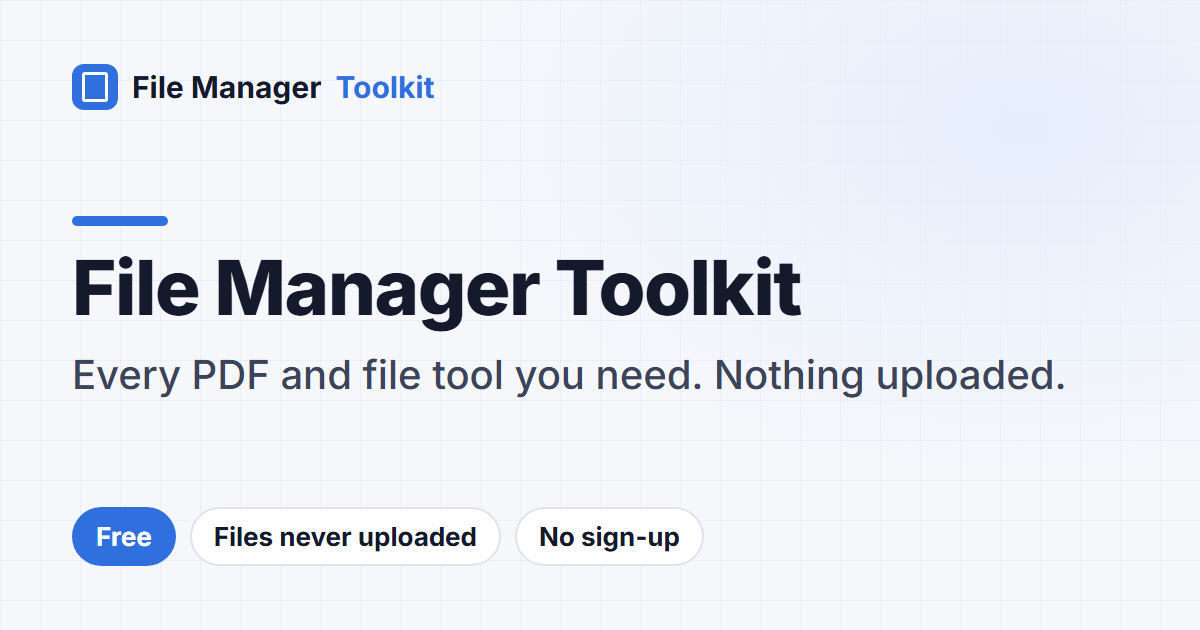 File Manager Toolkit
File Manager Toolkit
Every PDF and file tool you need. Nothing uploaded.
Free
Files never uploaded
No sign-up